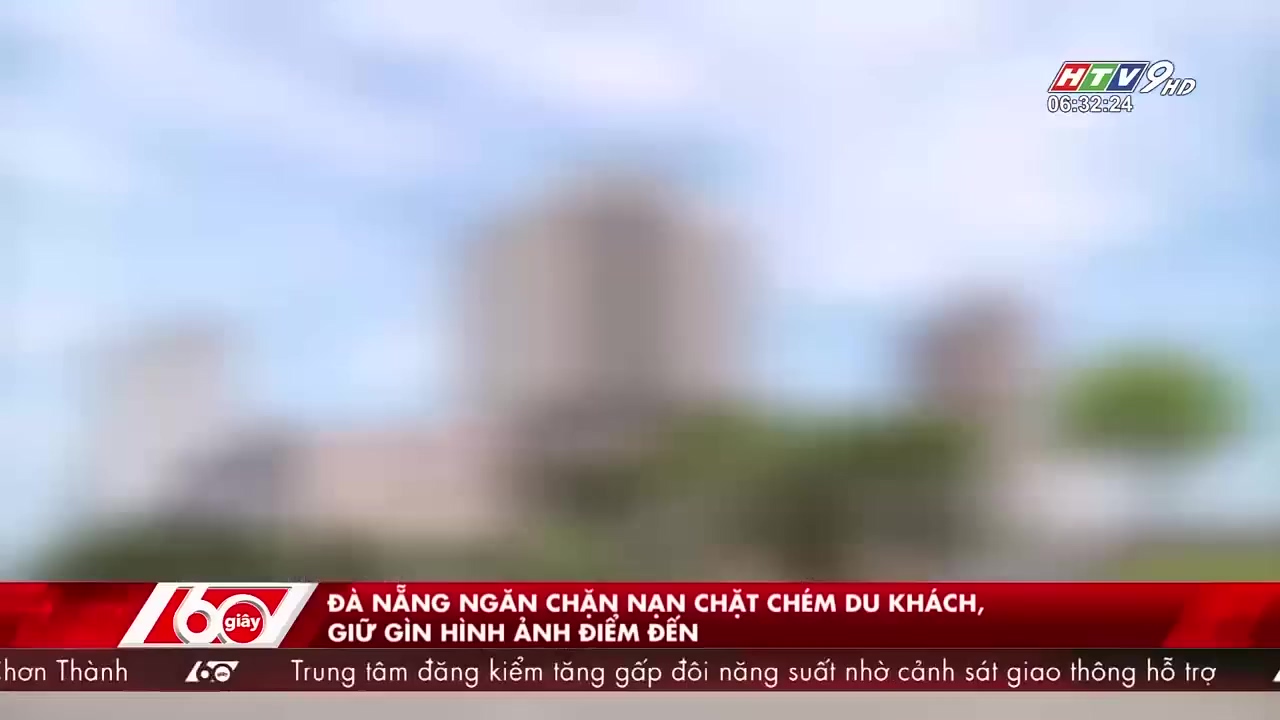 HTV9HD
06:32:24
60 giây
ĐÀ NẴNG NGĂN CHẶN NẠN CHẶT CHÉM DU KHÁCH,
GIỮ GÌN HÌNH ẢNH ĐIỂM ĐẾN
Chơn Thành 60 giây Trung tâm đăng kiểm tăng gấp đôi năng suất nhờ cảnh sát giao thông hỗ trợ